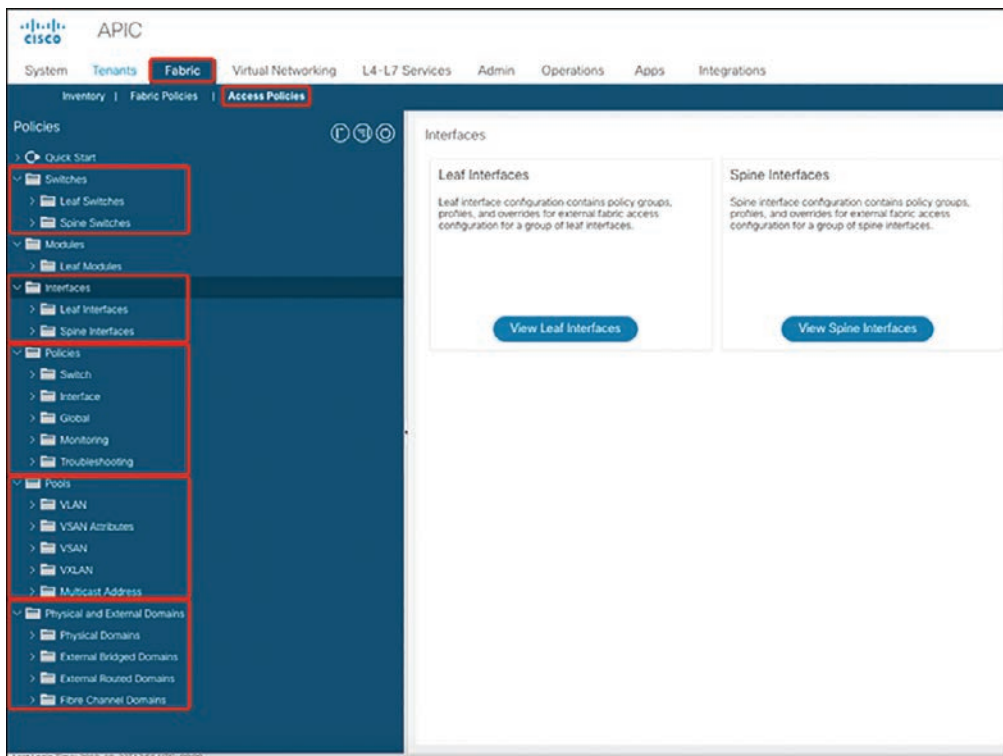 cisco
APIC
System Tenants Fabric Virtual Networking L4-L7 Services Admin Operations Apps Integrations
Inventory | Fabric Policies | Access Policies
Policies
Quick Start
Switches
Leaf Switches
Spine Switches
Modules
Leaf Modules
Interfaces
Leaf Interfaces
Spine Interfaces
Policies
Switch
Interface
Global
Monitoring
Troubleshooting
Pools
VLAN
VSAN Attributes
VSAN
VXLAN
Multicast Address
Physical and External Domains
Physical Domains
External Bridged Domains
External Routed Domains
Fibre Channel Domains
Interfaces
Leaf Interfaces
Leaf interface configuration contains policy groups,
profiles, and overrides for external fabric access
configuration for a group of leaf interfaces.
View Leaf Interfaces
Spine Interfaces
Spine interface configuration contains policy groups,
profiles, and overrides for external fabric access
configuration for a group of spine interfaces.
View Spine Interfaces